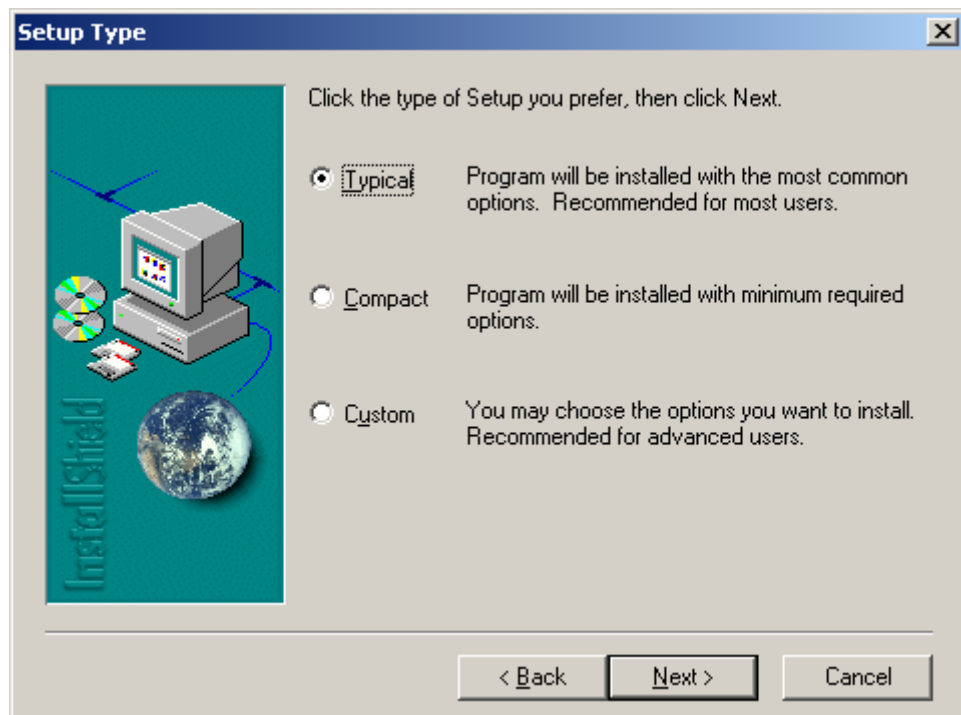 Setup Type
Click the type of Setup you prefer, then click Next.
Typical
Program will be installed with the most common
options. Recommended for most users.
Compact
Program will be installed with minimum required
options.
Custom
You may choose the options you want to install.
Recommended for advanced users.
InstallShield
< Back
Next >
Cancel